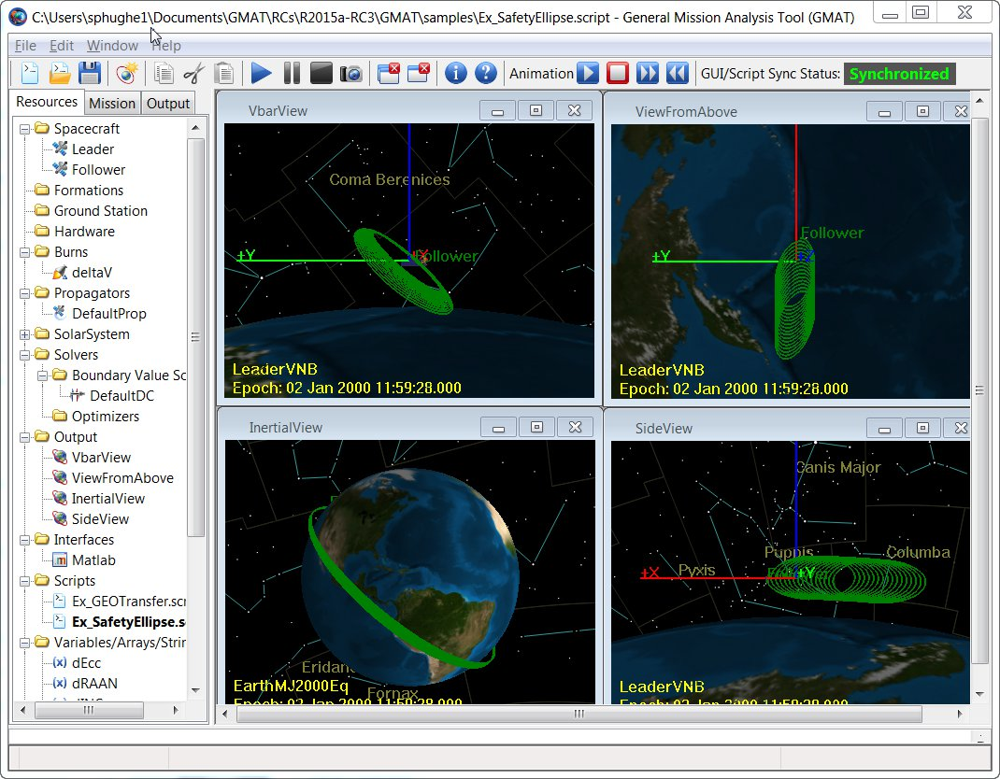 C:\Users\sphughe1\Documents\GMAT\RCs\R2015a-RC3\GMAT\samples\Ex_SafetyEllipse.script - General Mission Analysis Tool (GMAT)
File Edit Window Help
Animation GUI/Script Sync Status: Synchronized
Resources Mission Output
Spacecraft
Leader
Follower
Formations
Ground Station
Hardware
Burns
deltaV
Propagators
DefaultProp
SolarSystem
Solvers
Boundary Value Sc
DefaultDC
Optimizers
Output
VbarView
ViewFromAbove
InertialView
SideView
Interfaces
Matlab
Scripts
Ex_GEOTransfer.scr
Ex_SafetyEllipse.s
Variables/Arrays/Strir
dEcc
dRAAN
VbarView
Coma Berenices
+Y
+X
Follower
LeaderVNB
Epoch: 02 Jan 2000 11:59:28.000
ViewFromAbove
Follower
+Y
LeaderVNB
Epoch: 02 Jan 2000 11:59:28.000
InertialView
Fornax
EarthMJ2000Eq
Epoch: 02 Jan 2000 11:59:28.000
SideView
Canis Major
Puppis
Columba
+X
Pyxis
+Y
LeaderVNB
Epoch: 02 Jan 2000 11:59:28.000